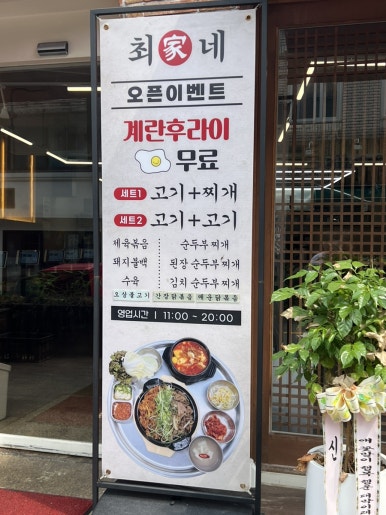 최家네
오픈이벤트
계란후라이
무료
세트1 고기+찌개
세트2 고기+고기
제육볶음 순두부찌개
돼지불백 된장 순두부찌개
수육 김치 순두부찌개
오삼불고기 간장닭볶음 매운닭볶음
영업시간 | 11:00 ~ 20:00
신